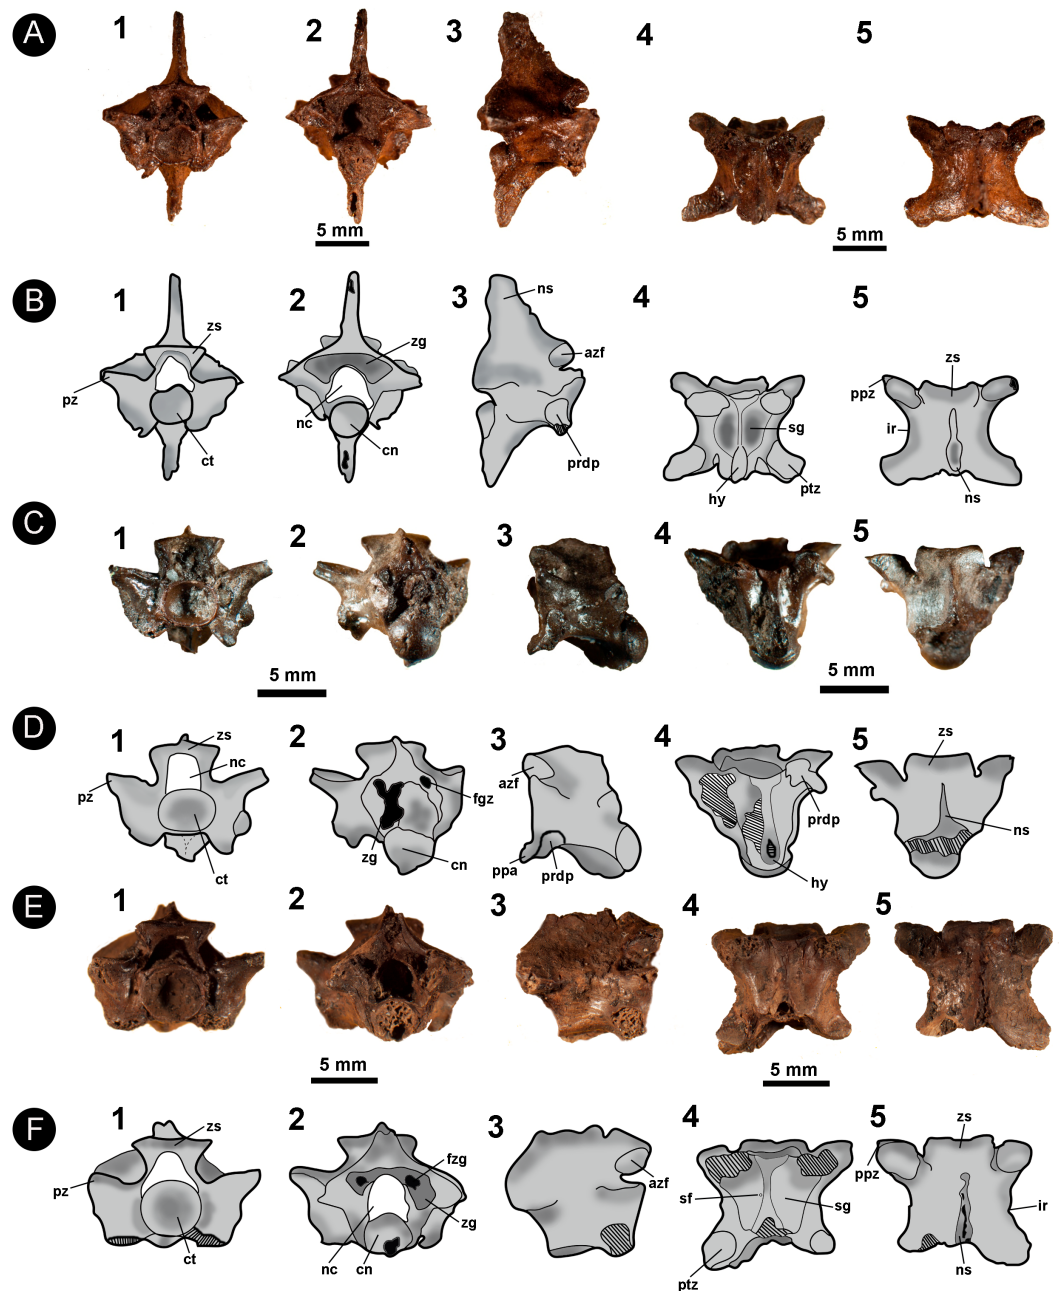 A 1 2 3 4 5
5 mm
5 mm
B 1 2 3 4 5
zs
pz
ct
zg
nc
cn
ns
azf
prdp
sg
hy
ptz
zs
ppz
ir
ns
C 1 2 3 4 5
5 mm
5 mm
D 1 2 3 4 5
zs
nc
pz
ct
fgz
zg
cn
azf
ppa
prdp
prdp
hy
zs
ns
E 1 2 3 4 5
5 mm
5 mm
F 1 2 3 4 5
zs
pz
ct
fzg
zg
nc
cn
azf
sf
sg
ptz
zs
ppz
ir
ns